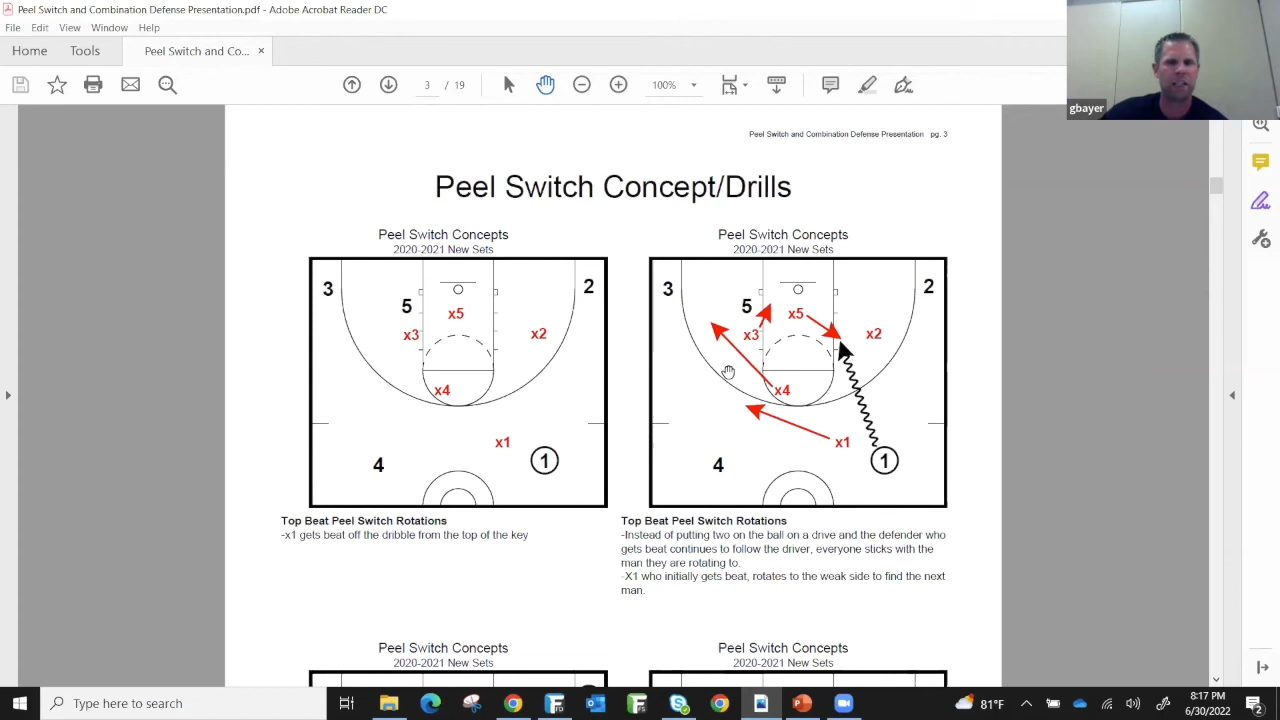 Peel Switch and Combination Defense Presentation.pdf - Adobe Acrobat Reader DC
File Edit View Window Help
Home Tools Peel Switch and Co... ×
3 / 19 100%
gbayer
Peel Switch and Combination Defense Presentation pg. 3
Peel Switch Concept/Drills
Peel Switch Concepts
2020-2021 New Sets
3 2
5 x5
x3 x2
x4
x1
4 1
Top Beat Peel Switch Rotations
-x1 gets beat off the dribble from the top of the key
Peel Switch Concepts
2020-2021 New Sets
3 2
5 x5
x3 x2
x4
x1
4 1
Top Beat Peel Switch Rotations
-Instead of putting two on the ball on a drive and the defender who
gets beat continues to follow the driver, everyone sticks with the
man they are rotating to.
-X1 who initially gets beat, rotates to the weak side to find the next
man.
Peel Switch Concepts
2020-2021 New Sets
Peel Switch Concepts
2020-2021 New Sets
Type here to search
81°F
8:17 PM
6/30/2022
2